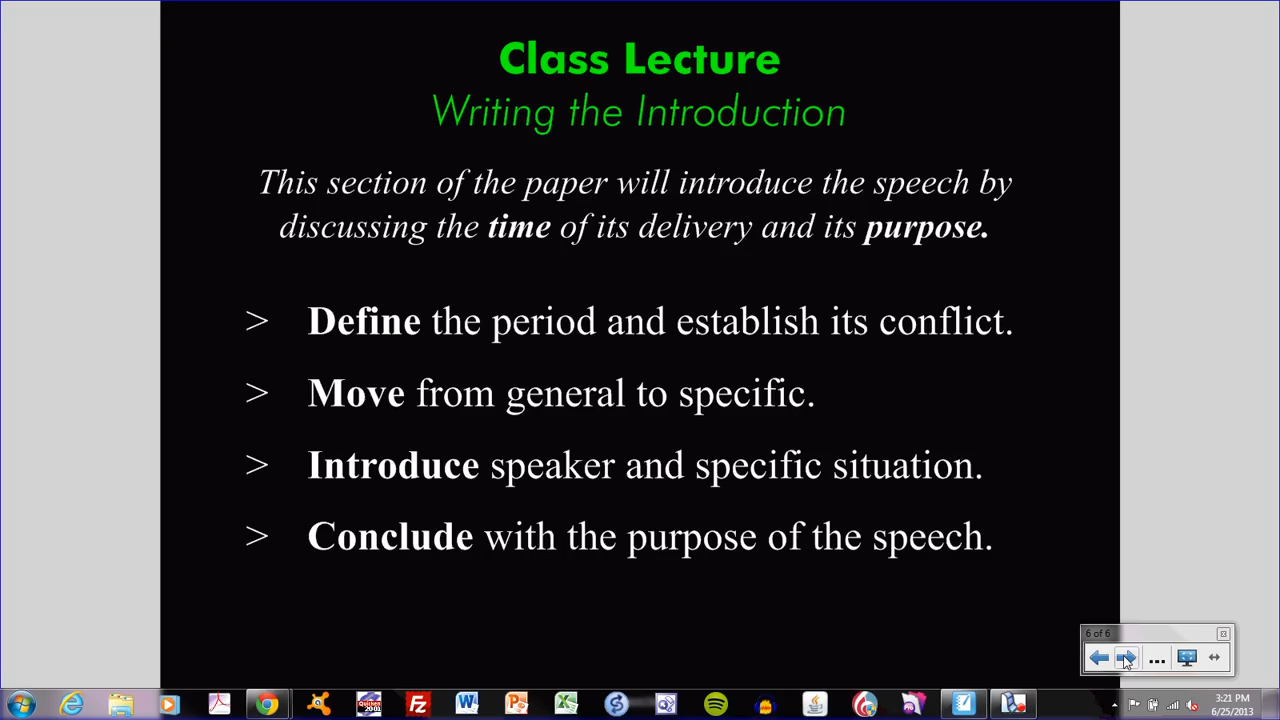 Class Lecture
Writing the Introduction
This section of the paper will introduce the speech by
discussing the time of its delivery and its purpose.
> Define the period and establish its conflict.
> Move from general to specific.
> Introduce speaker and specific situation.
> Conclude with the purpose of the speech.
6 of 6
3:21 PM
6/25/2013